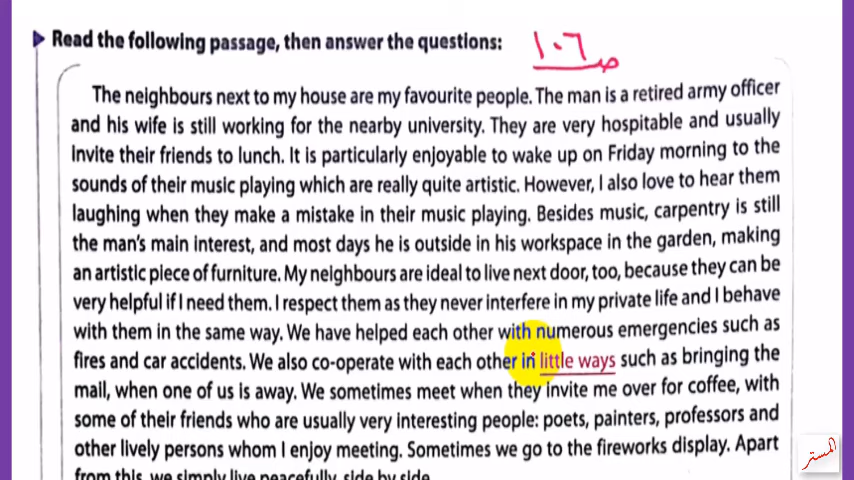 Read the following passage, then answer the questions:
١٠٦ ص
The neighbours next to my house are my favourite people. The man is a retired army officer
and his wife is still working for the nearby university. They are very hospitable and usually
Invite their friends to lunch. It is particularly enjoyable to wake up on Friday morning to the
sounds of their music playing which are really quite artistic. However, I also love to hear them
laughing when they make a mistake in their music playing. Besides music, carpentry is still
the man's main interest, and most days he is outside in his workspace in the garden, making
an artistic piece of furniture. My neighbours are ideal to live next door, too, because they can be
very helpful if I need them. I respect them as they never interfere in my private life and I behave
with them in the same way. We have helped each other with numerous emergencies such as
fires and car accidents. We also co-operate with each other in little ways such as bringing the
mail, when one of us is away. We sometimes meet when they invite me over for coffee, with
some of their friends who are usually very interesting people: poets, painters, professors and
other lively persons whom I enjoy meeting. Sometimes we go to the fireworks display. Apart
from this, we simply live peacefully, side by side.
المستر